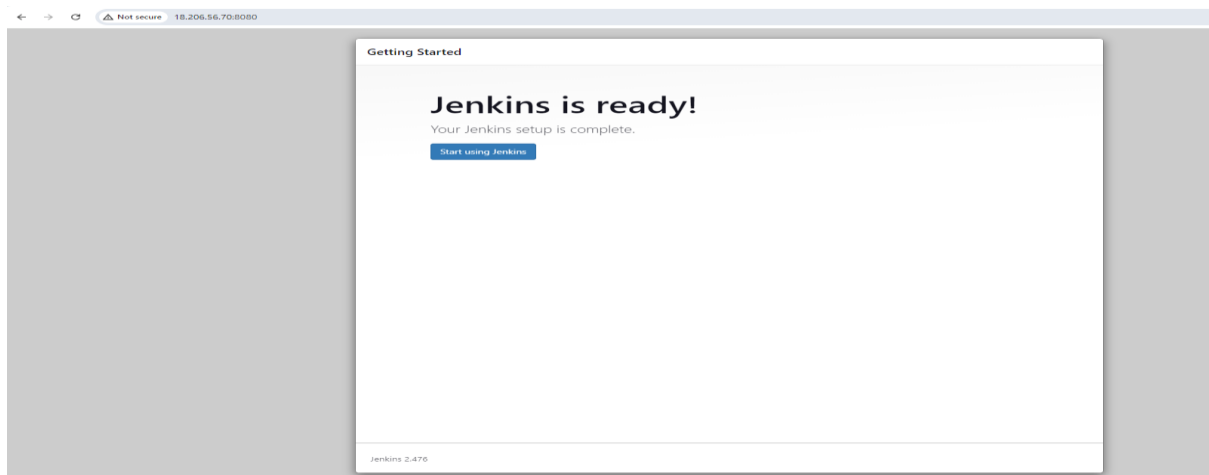 Not secure 18.206.56.70:8080
Getting Started
Jenkins is ready!
Your Jenkins setup is complete.
Start using Jenkins
Jenkins 2.476